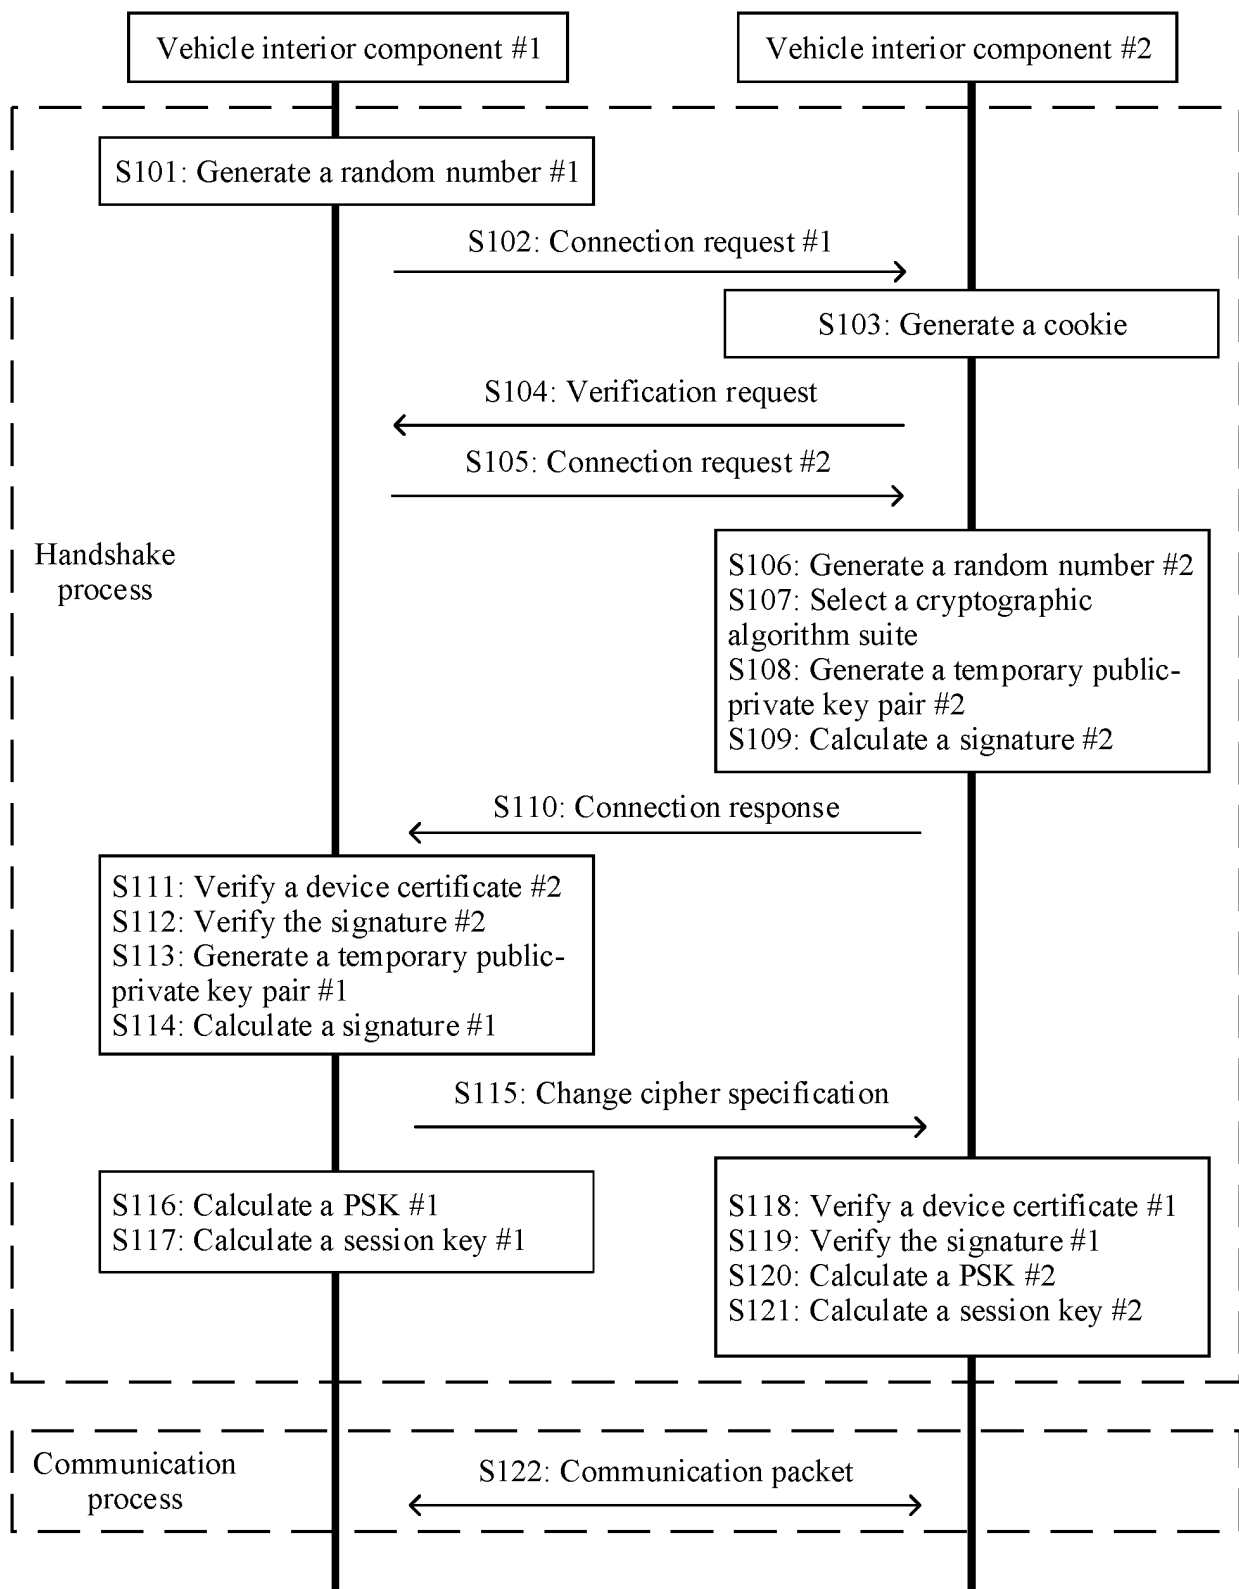 Vehicle interior component #1
Vehicle interior component #2
S101: Generate a random number #1
S102: Connection request #1
S103: Generate a cookie
S104: Verification request
S105: Connection request #2
Handshake
process
S106: Generate a random number #2
S107: Select a cryptographic
algorithm suite
S108: Generate a temporary public-
private key pair #2
S109: Calculate a signature #2
S110: Connection response
S111: Verify a device certificate #2
S112: Verify the signature #2
S113: Generate a temporary public-
private key pair #1
S114: Calculate a signature #1
S115: Change cipher specification
S116: Calculate a PSK #1
S117: Calculate a session key #1
S118: Verify a device certificate #1
S119: Verify the signature #1
S120: Calculate a PSK #2
S121: Calculate a session key #2
Communication
process
S122: Communication packet